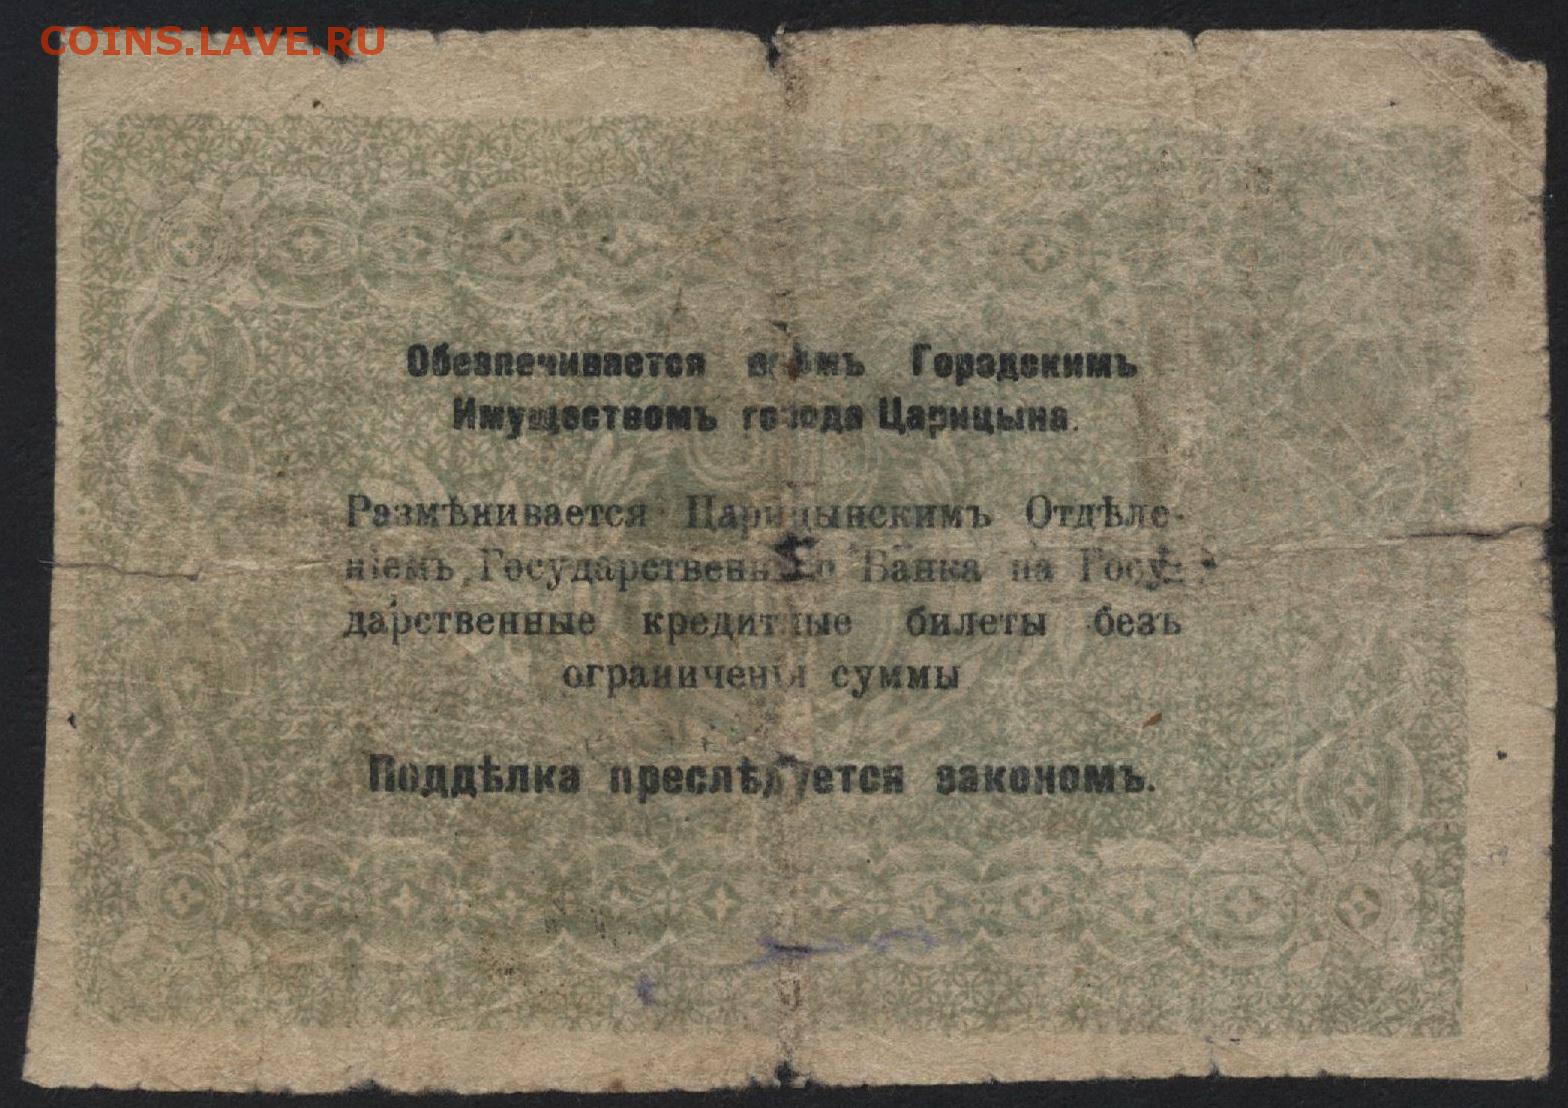 COINS.LAVE.RU
Обезпечивается всѣмъ Городскимъ
Имуществомъ города Царицына.
Размѣнивается Царицынскимъ Отдѣле-
ніемъ Государственнаго Банка на Госу-
дарственные кредитные билеты безъ
ограниченія суммы
Поддѣлка преслѣдуется закономъ.